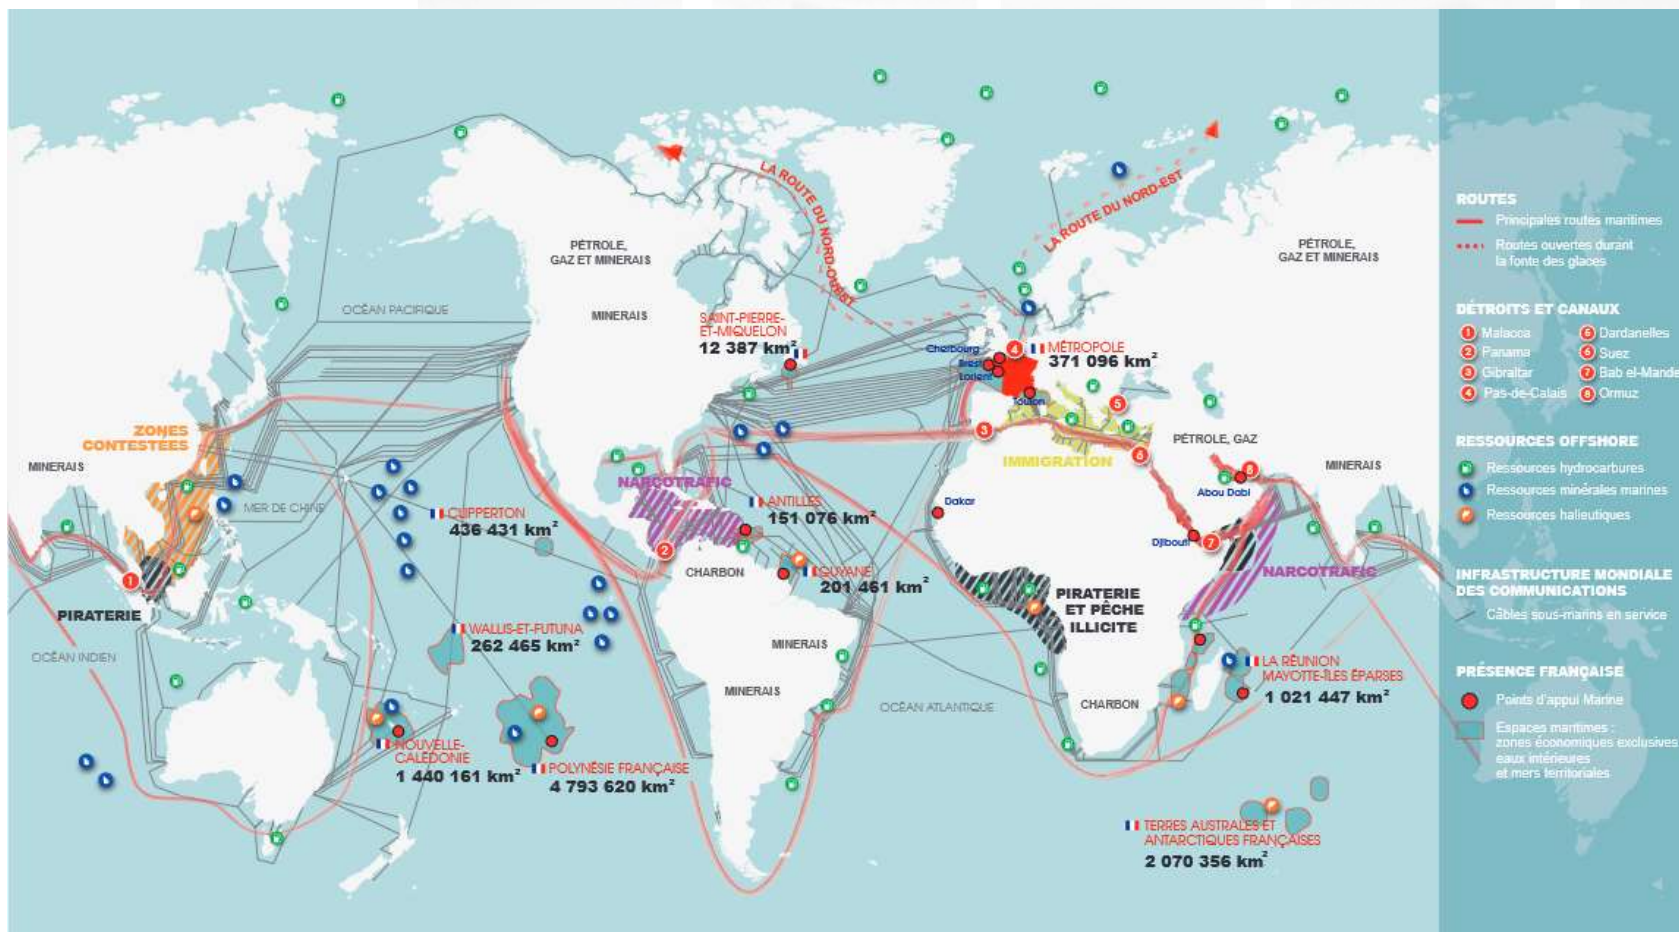 LA ROUTE DU NORD-OUEST
LA ROUTE DU NORD-EST
PÉTROLE,
GAZ ET MINERAIS
PÉTROLE,
GAZ ET MINERAIS
OCÉAN PACIFIQUE
MINERAIS
SAINT-PIERRE-
ET-MIQUELON
12 387 km²
Cherbourg
Brest
Lorient
Toulon
4
MÉTROPOLE
371 096 km²
5
3
6
ZONES
CONTESTÉES
MINERAIS
MER DE CHINE
NARCOTRAFIC
IMMIGRATION
PÉTROLE, GAZ
8
Abou Dabi
MINERAIS
CLIPPERTON
436 431 km²
ANTILLES
151 076 km²
Dakar
Djibouti
7
2
1
CHARBON
GUYANE
201 461 km²
NARCOTRAFIC
PIRATERIE
PIRATERIE
ET PÊCHE
ILLICITE
WALLIS-ET-FUTUNA
262 465 km²
MINERAIS
OCÉAN INDIEN
MINERAIS
OCÉAN ATLANTIQUE
CHARBON
LA RÉUNION
MAYOTTE-ÎLES ÉPARSES
1 021 447 km²
NOUVELLE-
CALÉDONIE
1 440 161 km²
POLYNÉSIE FRANÇAISE
4 793 620 km²
TERRES AUSTRALES ET
ANTARCTIQUES FRANÇAISES
2 070 356 km²
ROUTES
Principales routes maritimes
Routes ouvertes durant
la fonte des glaces
DÉTROITS ET CANAUX
1 Malacca
2 Panama
3 Gibraltar
4 Pas-de-Calais
5 Dardanelles
6 Suez
7 Bab el-Mande
8 Ormuz
RESSOURCES OFFSHORE
Ressources hydrocarbures
Ressources minérales marines
Ressources halieutiques
INFRASTRUCTURE MONDIALE
DES COMMUNICATIONS
Câbles sous-marins en service
PRÉSENCE FRANÇAISE
Points d'appui Marine
Espaces maritimes :
zones économiques exclusives,
eaux intérieures
et mers territoriales